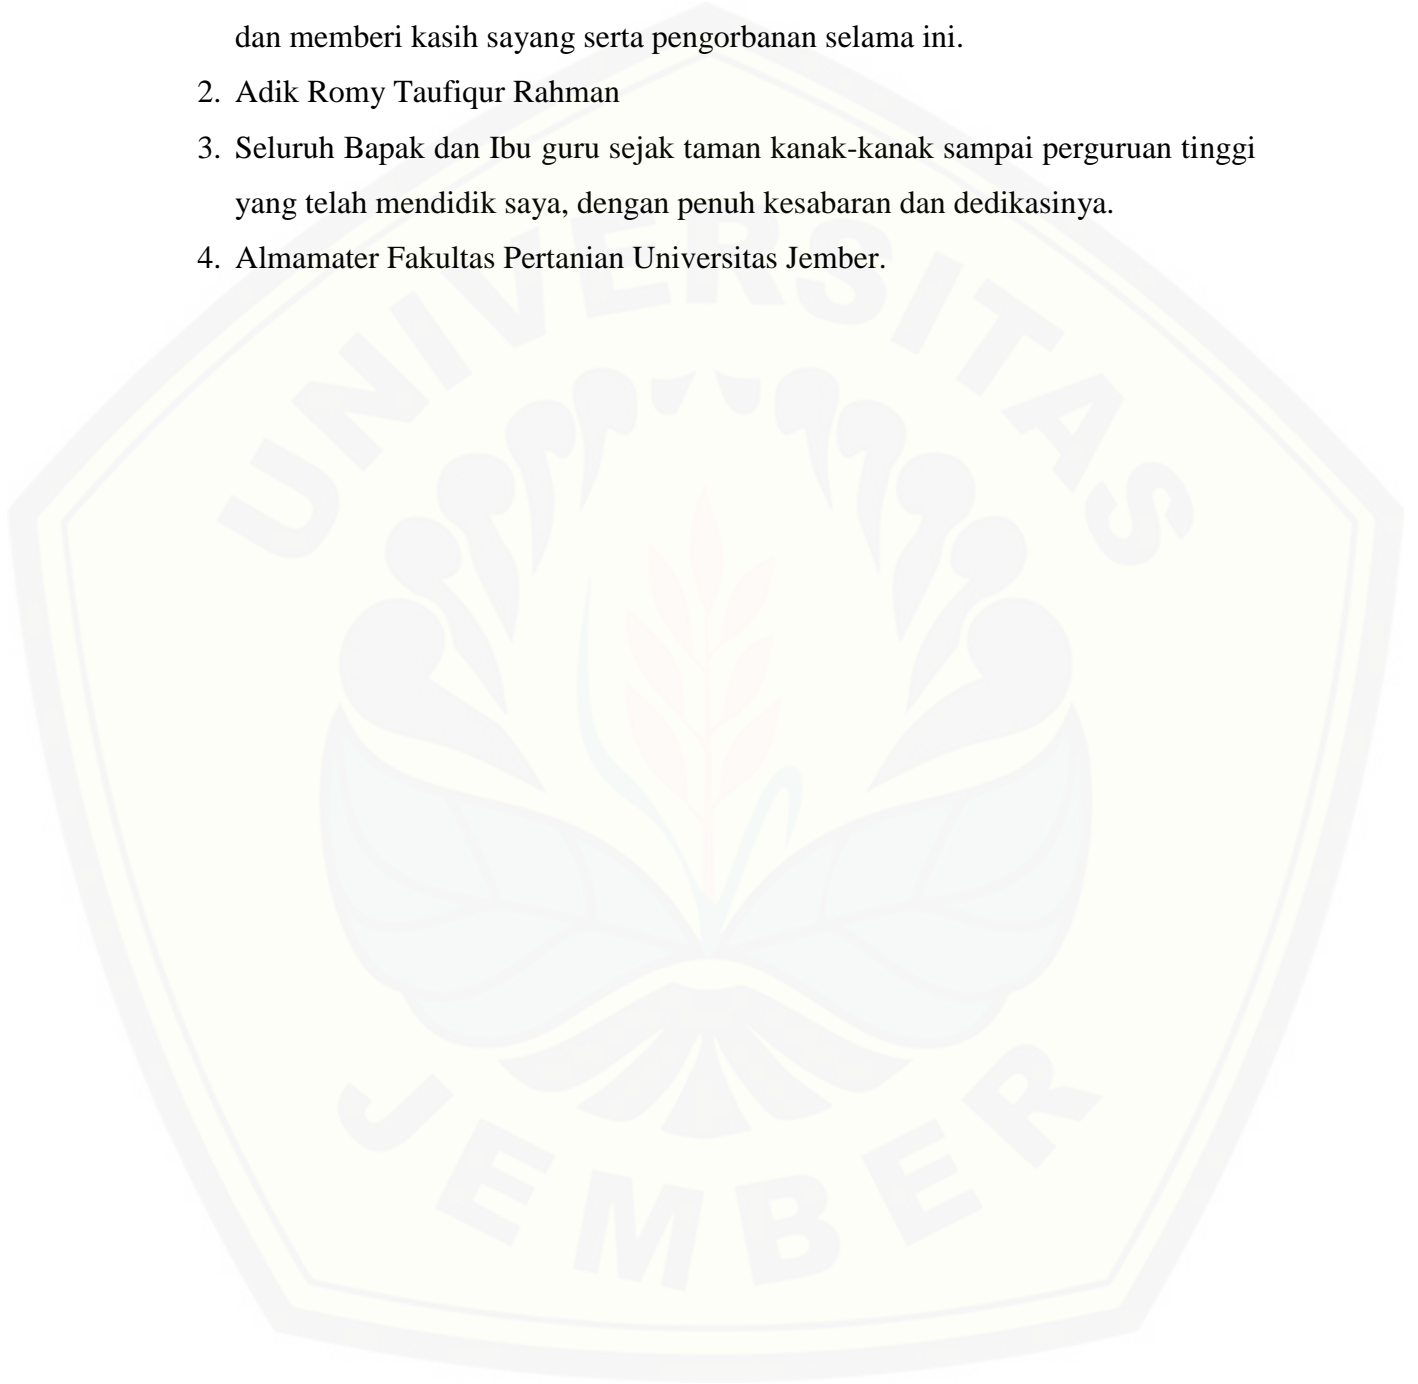 dan memberi kasih sayang serta pengorbanan selama ini.
2. Adik Romy Taufiqur Rahman
3. Seluruh Bapak dan Ibu guru sejak taman kanak-kanak sampai perguruan tinggi
yang telah mendidik saya, dengan penuh kesabaran dan dedikasinya.
4. Almamater Fakultas Pertanian Universitas Jember.
UNIVERSITAS
JEMBER